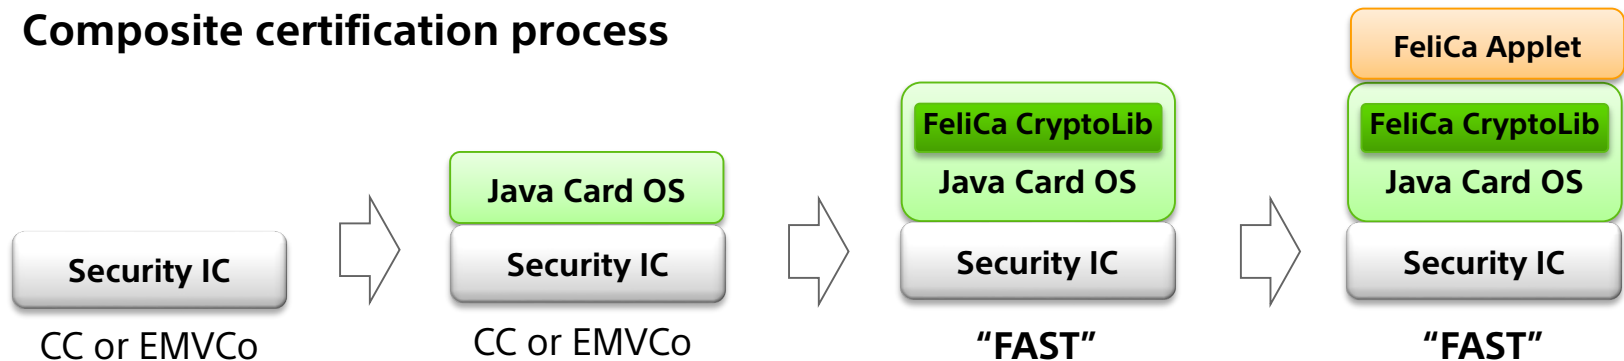 Composite certification process
Security IC
CC or EMVCo
Java Card OS
Security IC
CC or EMVCo
FeliCa CryptoLib
Java Card OS
Security IC
“FAST”
FeliCa Applet
FeliCa CryptoLib
Java Card OS
Security IC
“FAST”